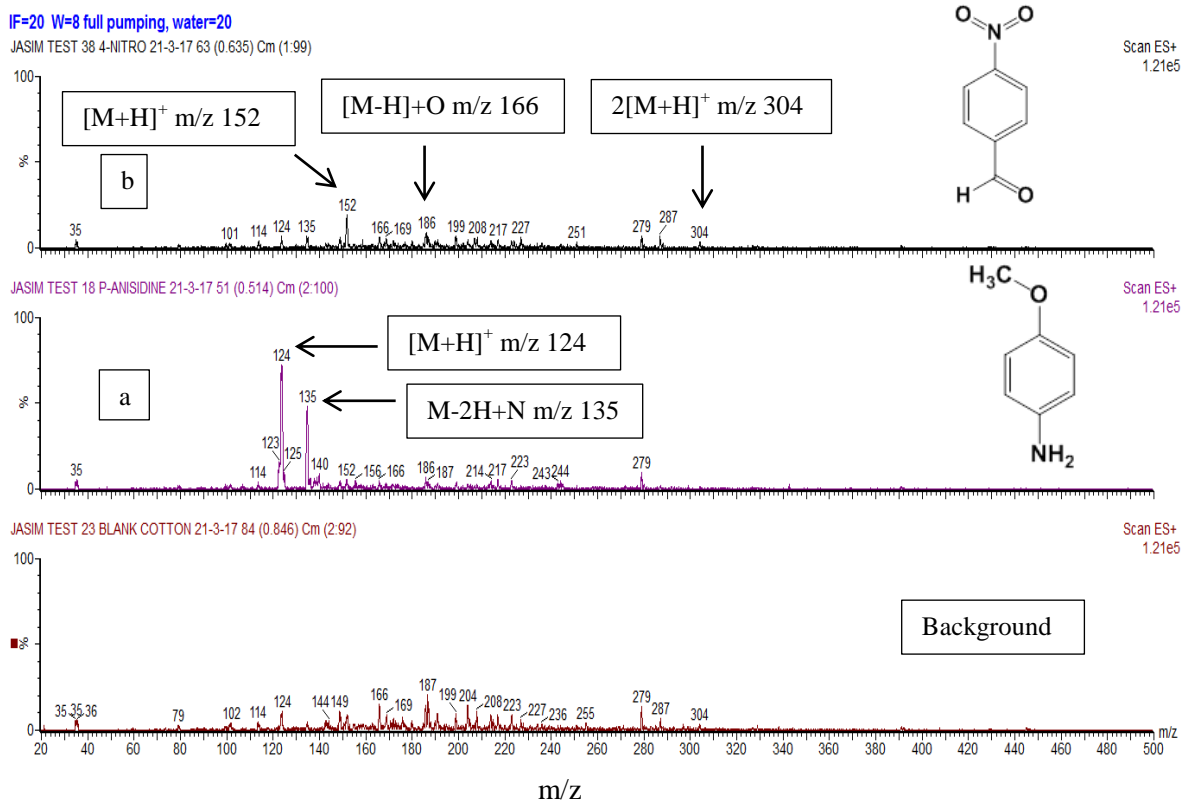 IF=20 W=8 full pumping, water=20
JASIM TEST 38 4-NITRO 21-3-17 63 (0.635) Cm (1:99)
Scan ES+
1.21e5
O O
N
H O
100
%
0
[M+H]+ m/z 152
[M-H]+O m/z 166
2[M+H]+ m/z 304
b
35 101 114 124 135 152 166 169 186 199 208 217 227 251 279 287 304
JASIM TEST 18 P-ANISIDINE 21-3-17 51 (0.514) Cm (2:100)
Scan ES+
1.21e5
H3C
O
NH2
100
%
0
[M+H]+ m/z 124
M-2H+N m/z 135
a
35 114 123 124 125 135 140 152 156 166 186 187 214 217 223 243 244 279
JASIM TEST 23 BLANK COTTON 21-3-17 84 (0.846) Cm (2:92)
Scan ES+
1.21e5
100
%
0
Background
35 35 36 79 102 114 124 144 149 166 169 187 199 204 208 223 227 236 255 279 287 304
20 40 60 80 100 120 140 160 180 200 220 240 260 280 300 320 340 360 380 400 420 440 460 480 500
m/z
m/z